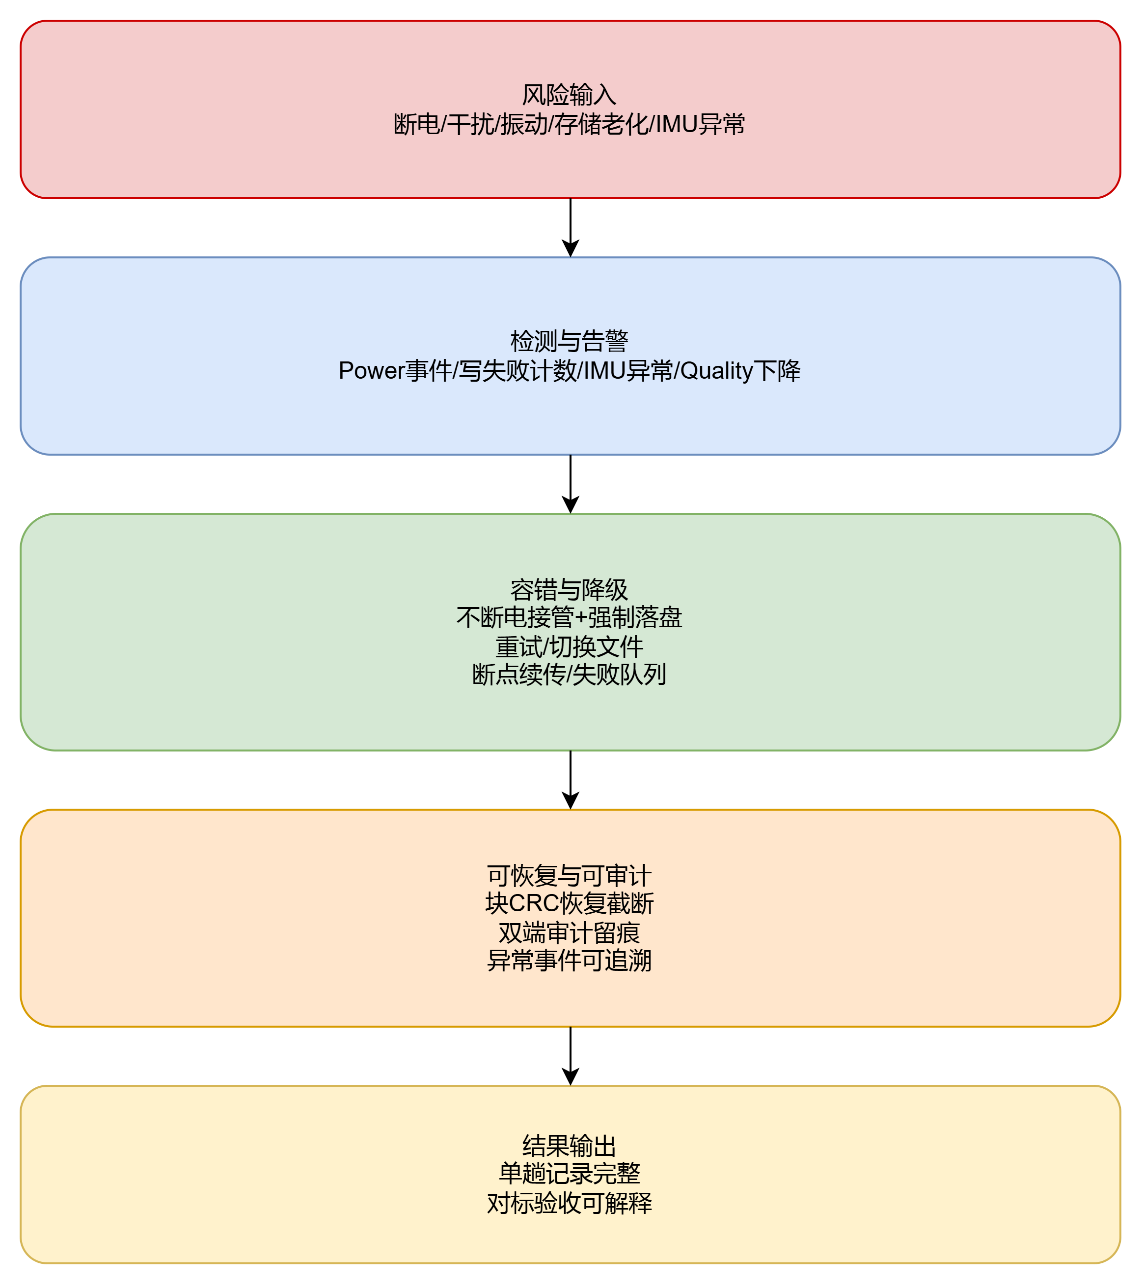 风险输入
断电/干扰/振动/存储老化/IMU异常
检测与告警
Power事件/写失败计数/IMU异常/Quality下降
容错与降级
不断电接管+强制落盘
重试/切换文件
断点续传/失败队列
可恢复与可审计
块CRC恢复截断
双端审计留痕
异常事件可追溯
结果输出
单趟记录完整
对标验收可解释